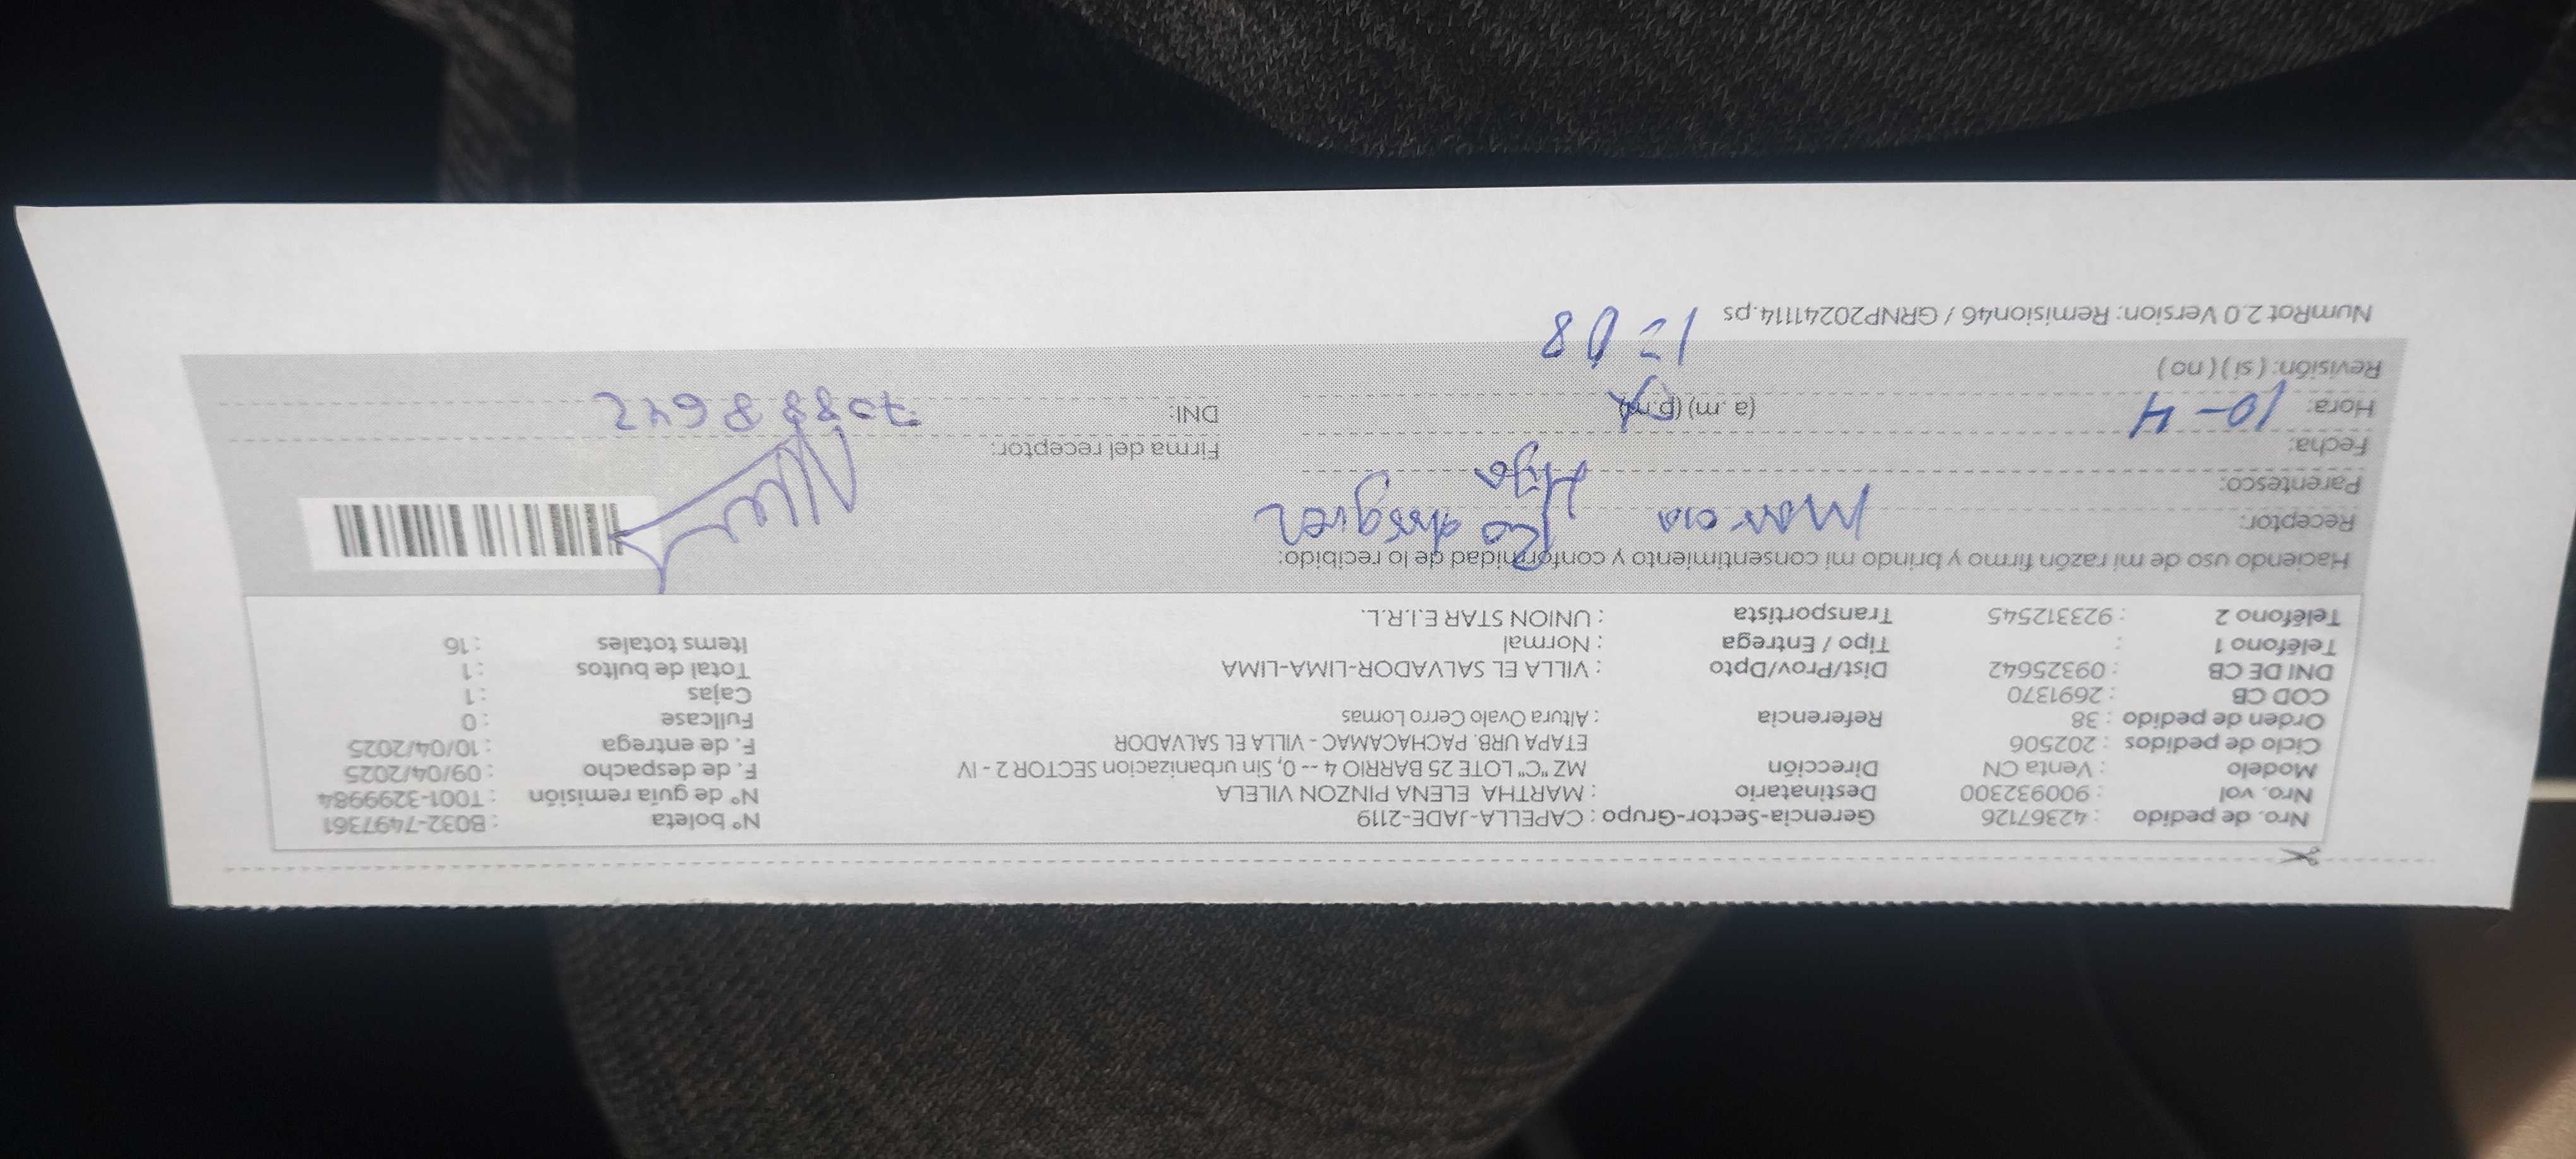 Nro. de pedido : 42367126 Gerencia-Sector-Grupo : CAPELLA-JADE-2119 N° boleta : B032-7497361
Nro. vol : 900932300 Destinatario : MARTHA ELENA PINZON VILELA N° de guía remisión : T001-3299984
Modelo : Venta CN Dirección MZ "C" LOTE 25 BARRIO 4 -- 0, Sin urbanizacion SECTOR 2 - IV F. de despacho : 09/04/2025
Ciclo de pedidos : 202506 ETAPA URB. PACHACAMAC - VILLA EL SALVADOR F. de entrega : 10/04/2025
Orden de pedido : 38 Referencia : Altura Ovalo Cerro Lomas Fullcase : 0
COD CB : 2691370 Cajas : 1
DNI DE CB : 09325642 Dist/Prov/Dpto : VILLA EL SALVADOR-LIMA-LIMA Total de bultos : 1
Teléfono 1 : Tipo / Entrega : Normal Items totales : 16
Teléfono 2 : 923312545 Transportista : UNION STAR E.I.R.L.
Haciendo uso de mi razón firmo y brindo mi consentimiento y conformidad de lo recibido:
Receptor: Marcia Rodriguez
Parentesco: Hija
Fecha: 10-4 Firma del receptor:
Hora: (a.m) (p.m) DNI: 70888642
Revisión: ( si ) ( no ) 1=08
NumRot 2.0 Version: Remision46 / GRNP20241114.ps